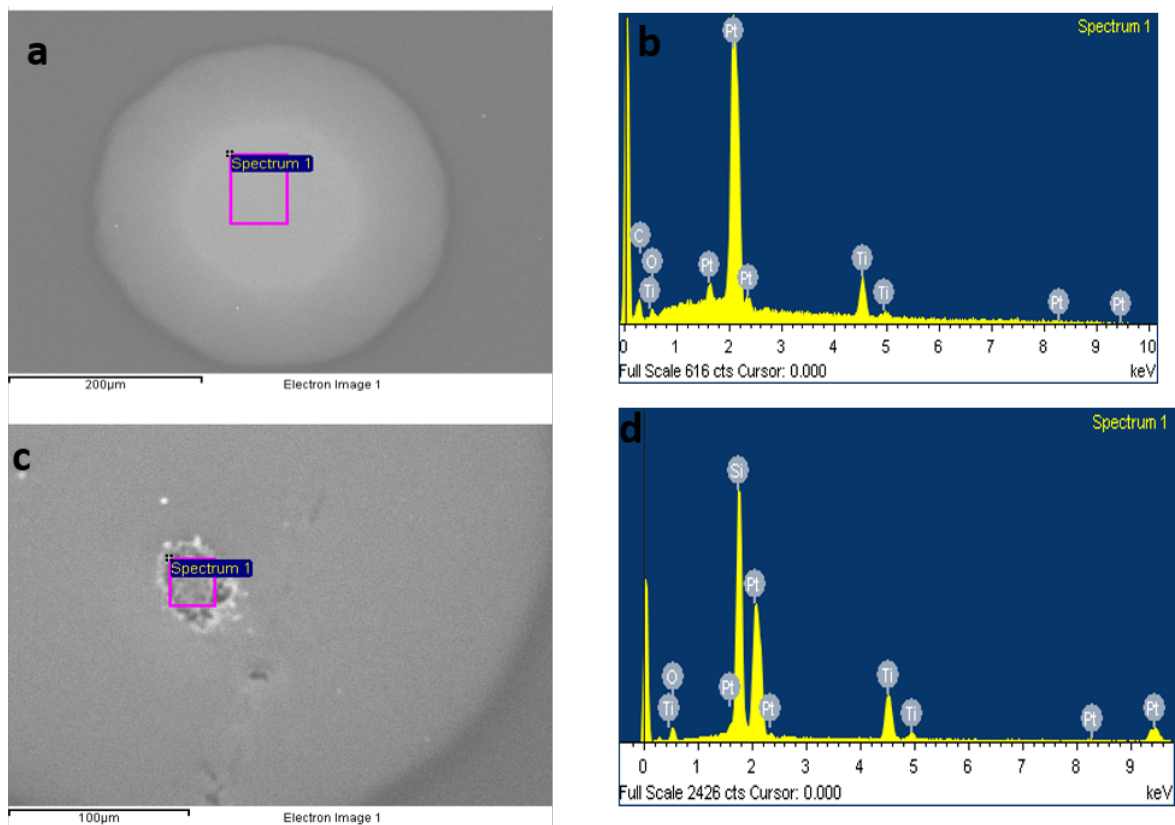 a
Spectrum 1
200μm Electron Image 1
b
Spectrum 1
Pt
C
O
Ti
Pt
Pt
Ti
Ti
Pt
Pt
0 1 2 3 4 5 6 7 8 9 10
Full Scale 616 cts Cursor: 0.000 keV
c
Spectrum 1
100μm Electron Image 1
d
Spectrum 1
Si
Pt
O
Ti
Pt
Pt
Ti
Ti
Pt
Pt
0 1 2 3 4 5 6 7 8 9
Full Scale 2426 cts Cursor: 0.000 keV